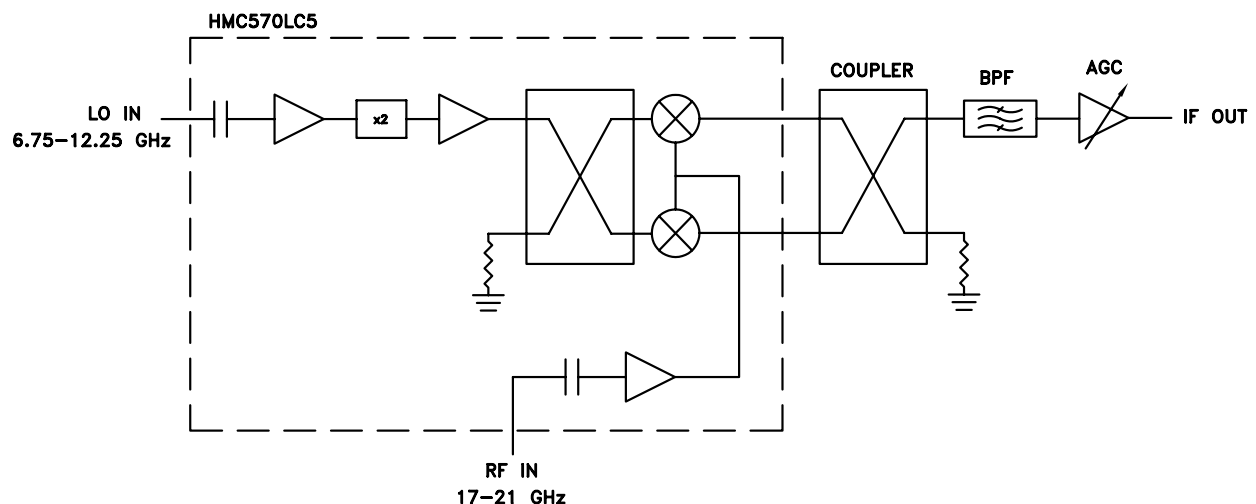 HMC570LC5
COUPLER
BPF
AGC
LO IN
6.75–12.25 GHz
x2
IF OUT
RF IN
17–21 GHz